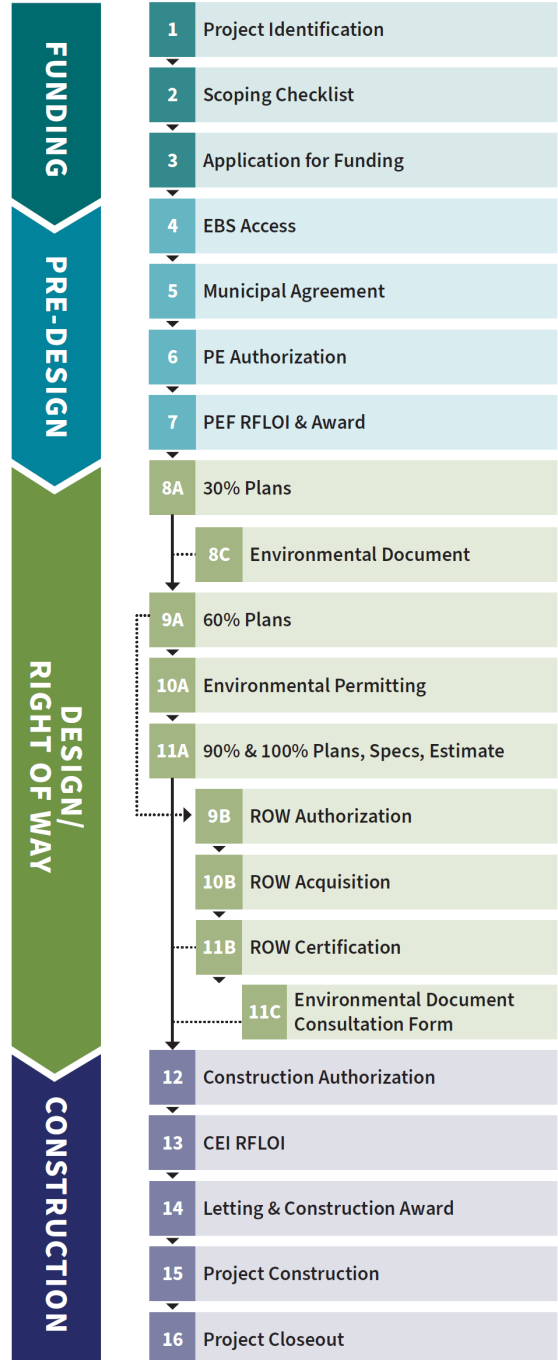 FUNDING
1 Project Identification
2 Scoping Checklist
3 Application for Funding
PRE-DESIGN
4 EBS Access
5 Municipal Agreement
6 PE Authorization
7 PEF RFLOI & Award
DESIGN/
RIGHT OF WAY
8A 30% Plans
8C Environmental Document
9A 60% Plans
10A Environmental Permitting
11A 90% & 100% Plans, Specs, Estimate
9B ROW Authorization
10B ROW Acquisition
11B ROW Certification
11C Environmental Document
Consultation Form
CONSTRUCTION
12 Construction Authorization
13 CEI RFLOI
14 Letting & Construction Award
15 Project Construction
16 Project Closeout